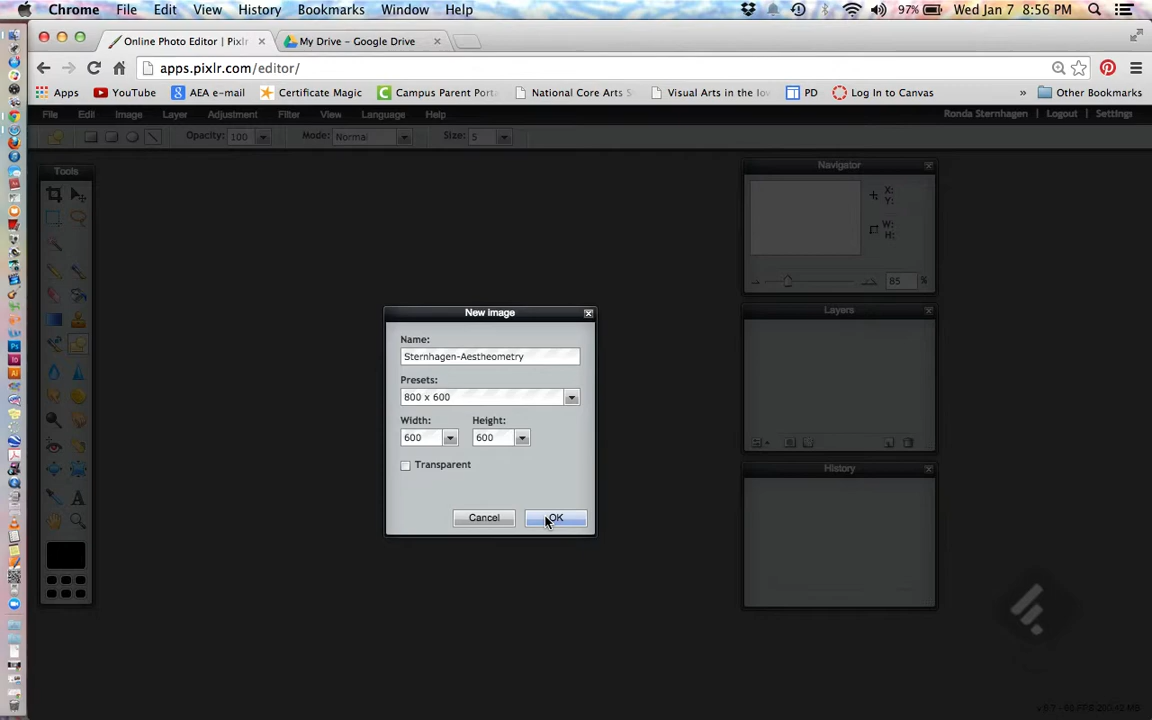 Chrome File Edit View History Bookmarks Window Help 97% Wed Jan 7 8:56 PM
Online Photo Editor | Pixlr × My Drive - Google Drive ×
apps.pixlr.com/editor/
Apps YouTube AEA e-mail Certificate Magic Campus Parent Porta National Core Arts S Visual Arts in the Iow PD Log In to Canvas » Other Bookmarks
File Edit Image Layer Adjustment Filter View Language Help Ronda Sternhagen Logout Settings
Opacity: 100 Mode: Normal Size: 5
Tools
Navigator
X:
Y:
W:
H:
85 %
Layers
History
New image
Name:
Sternhagen-Aestheometry
Presets:
800 x 600
Width: Height:
600 600
Transparent
Cancel OK